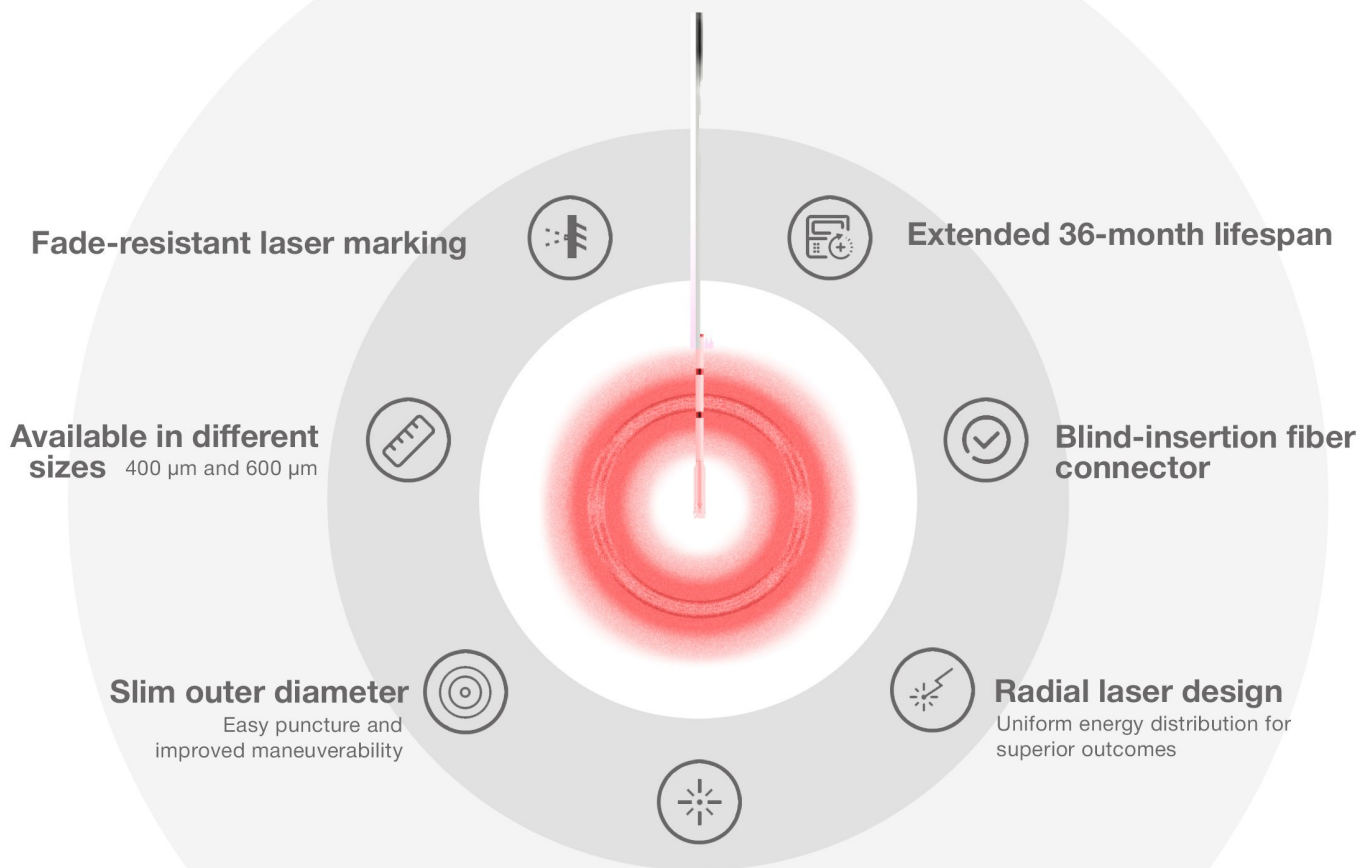 Fade-resistant laser marking
Extended 36-month lifespan
Available in different
sizes 400 µm and 600 µm
Blind-insertion fiber
connector
Slim outer diameter
Easy puncture and
improved maneuverability
Radial laser design
Uniform energy distribution for
superior outcomes